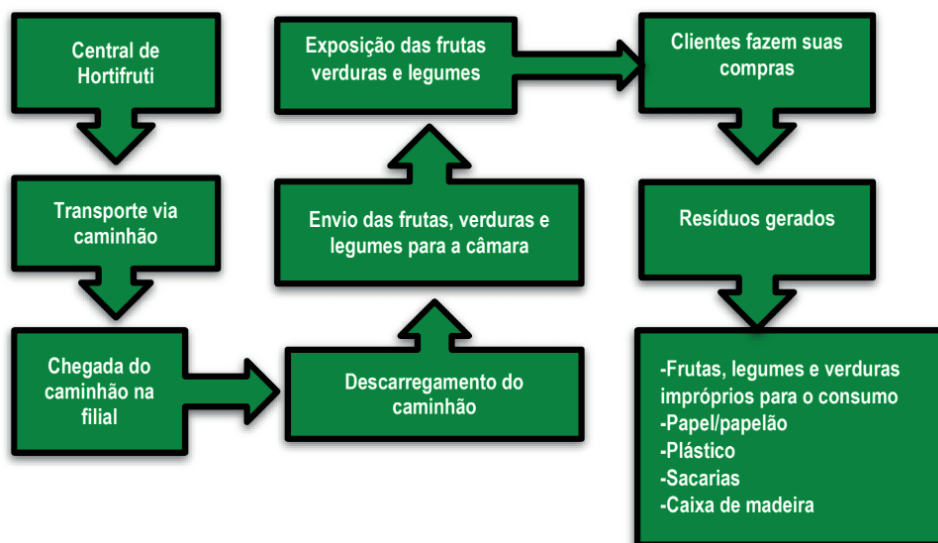 Central de
Hortifruti
Transporte via
caminhão
Chegada do
caminhão na
filial
Descarregamento do
caminhão
Envio das frutas, verduras e
legumes para a câmara
Exposição das frutas
verduras e legumes
Clientes fazem suas
compras
Resíduos gerados
-Frutas, legumes e verduras
impróprios para o consumo
-Papel/papelão
-Plástico
-Sacarias
-Caixa de madeira